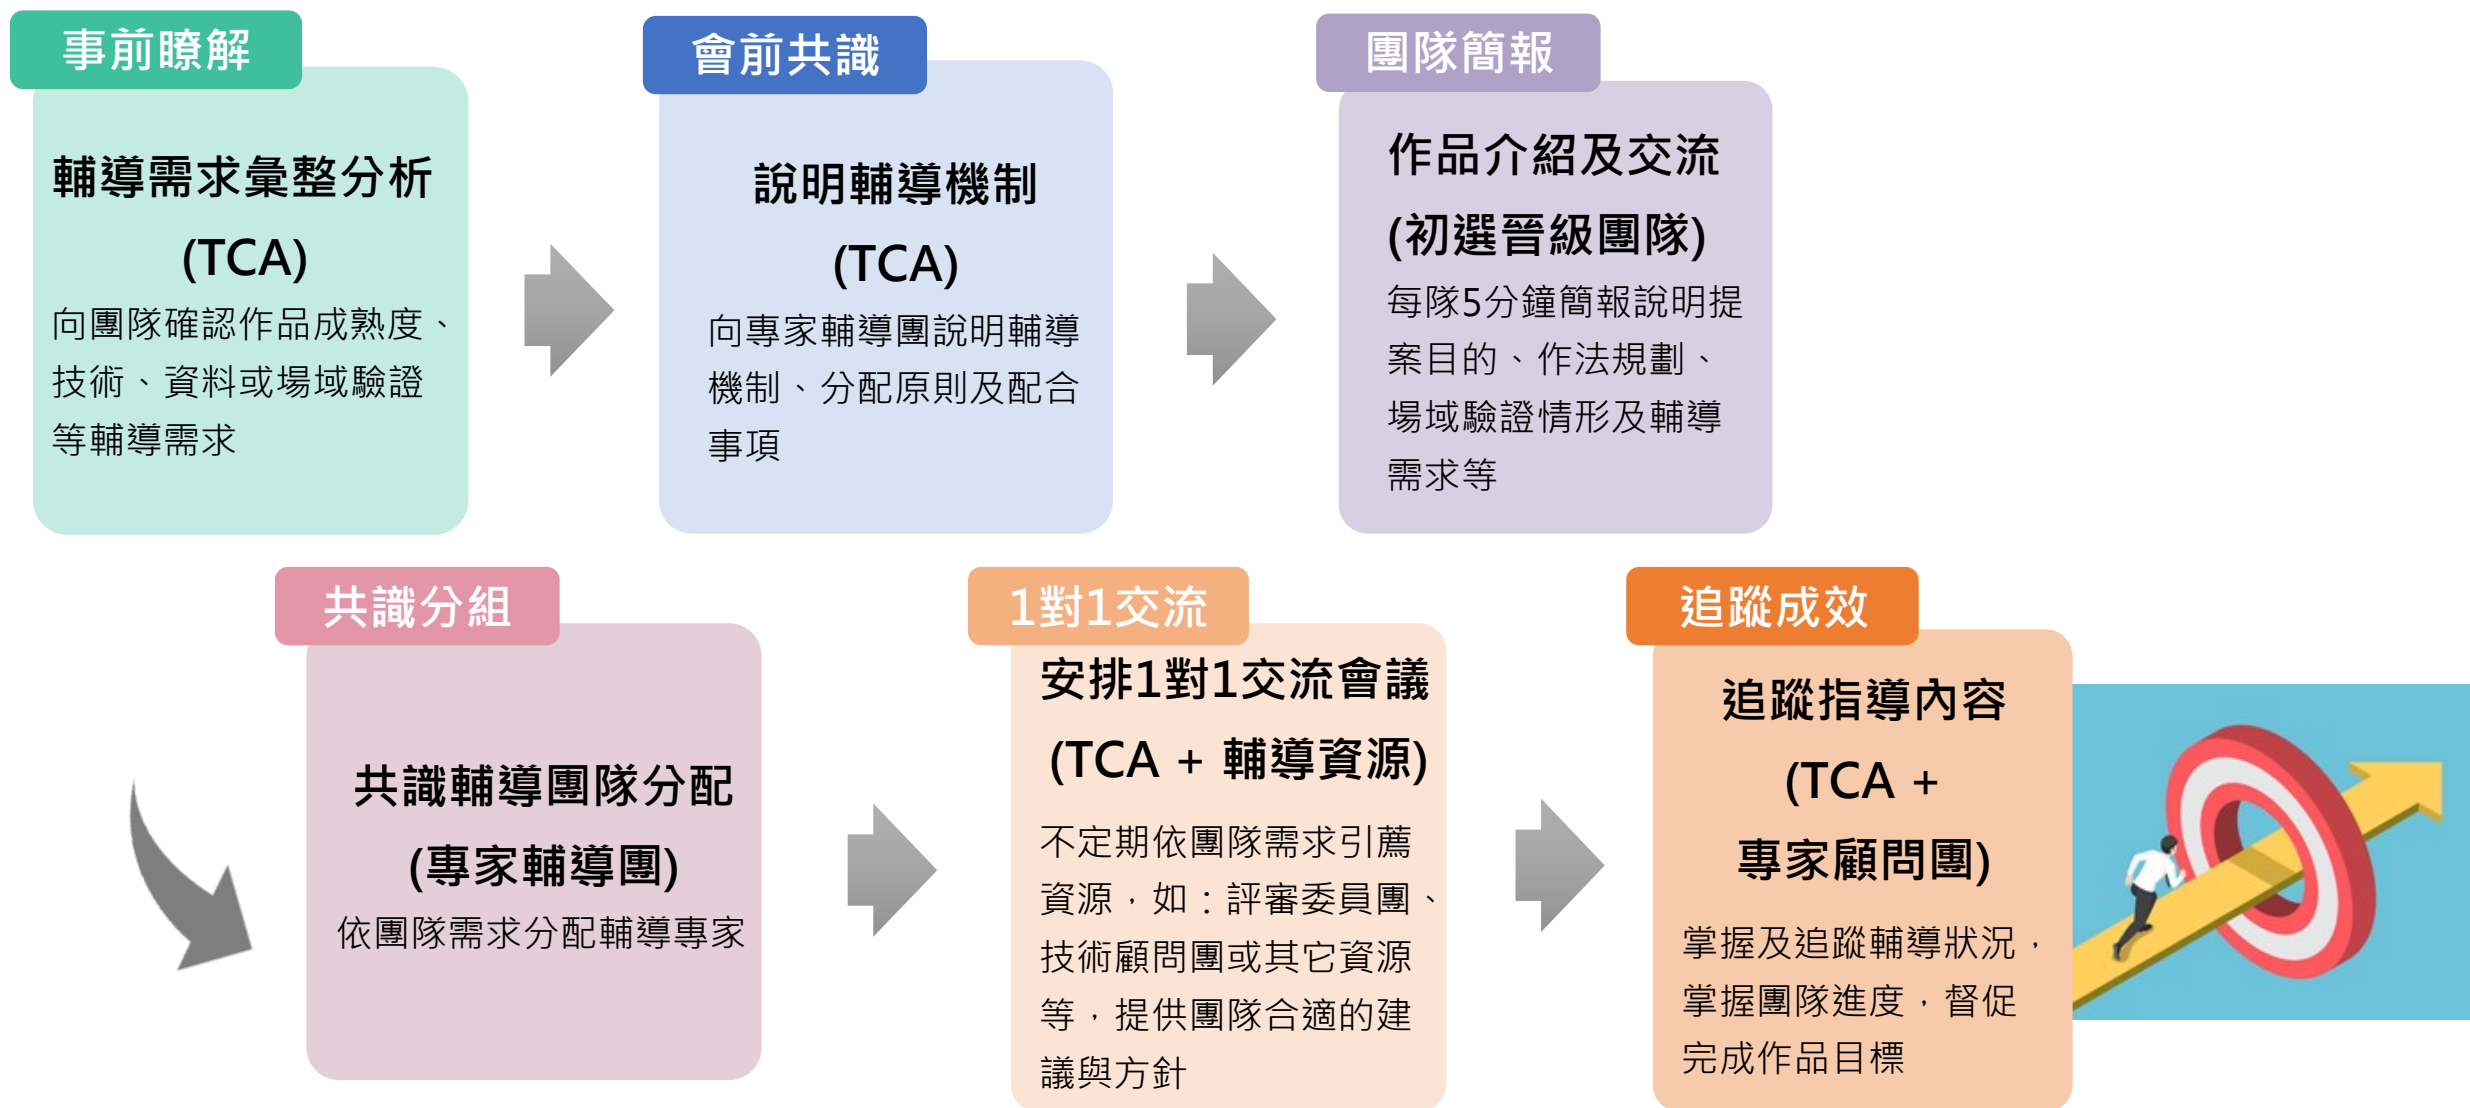 事前瞭解
輔導需求彙整分析
(TCA)
向團隊確認作品成熟度、
技術、資料或場域驗證
等輔導需求
會前共識
說明輔導機制
(TCA)
向專家輔導團說明輔導
機制、分配原則及配合
事項
團隊簡報
作品介紹及交流
(初選晉級團隊)
每隊5分鐘簡報說明提
案目的、作法規劃、
場域驗證情形及輔導
需求等
共識分組
共識輔導團隊分配
(專家輔導團)
依團隊需求分配輔導專家
1對1交流
安排1對1交流會議
(TCA + 輔導資源)
不定期依團隊需求引薦
資源，如：評審委員團、
技術顧問團或其它資源
等，提供團隊合適的建
議與方針
追蹤成效
追蹤指導內容
(TCA +
專家顧問團)
掌握及追蹤輔導狀況，
掌握團隊進度，督促
完成作品目標